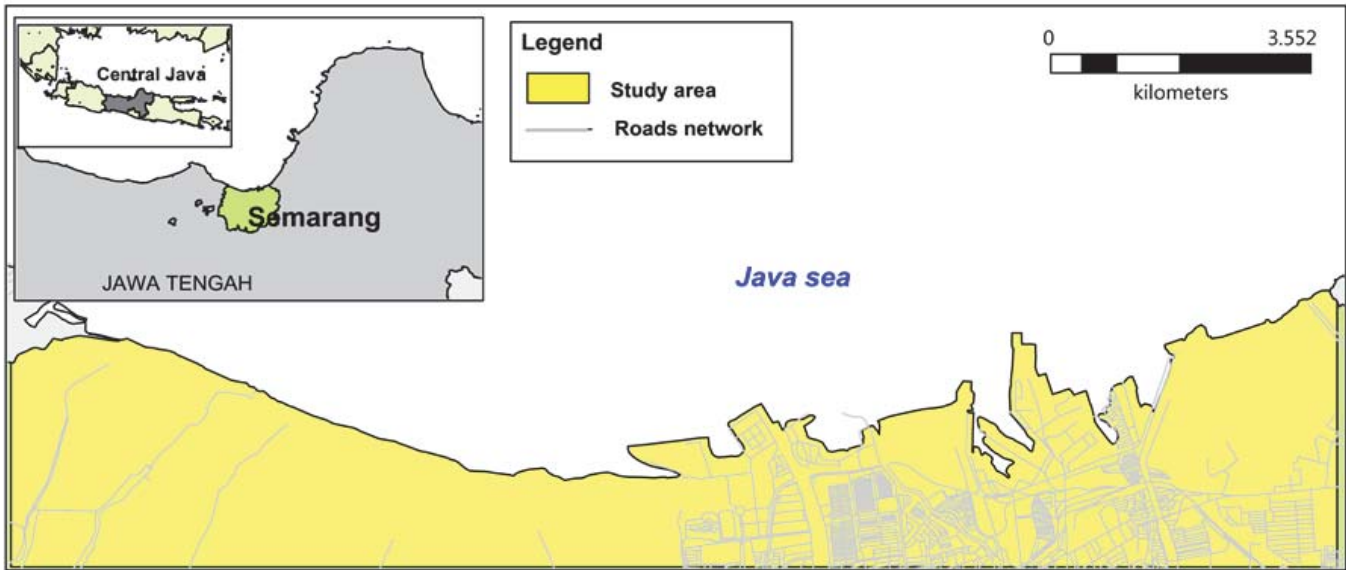 Central Java
Semarang
JAWA TENGAH
Legend
Study area
Roads network
0 3.552
kilometers
Java sea